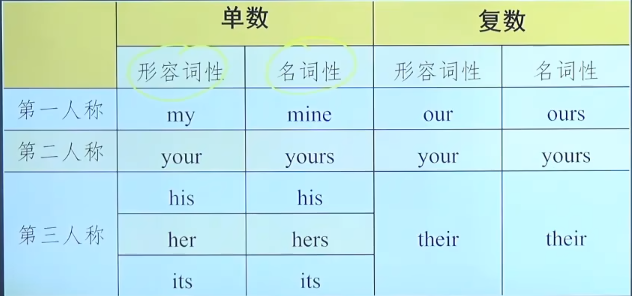 单数 复数
形容词性 名词性 形容词性 名词性
第一人称 my mine our ours
第二人称 your yours your yours
his his
第三人称 her hers their their
its its